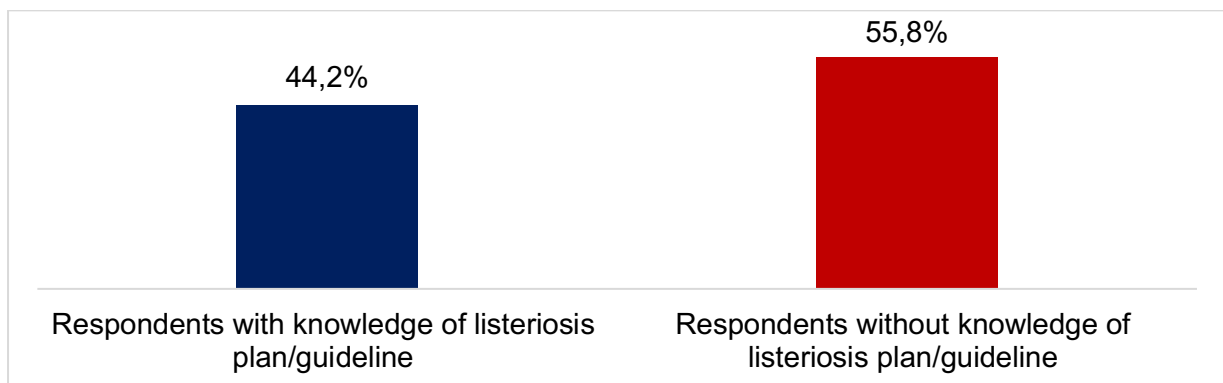 44,2%
55,8%
Respondents with knowledge of listeriosis
plan/guideline
Respondents without knowledge of
listeriosis plan/guideline